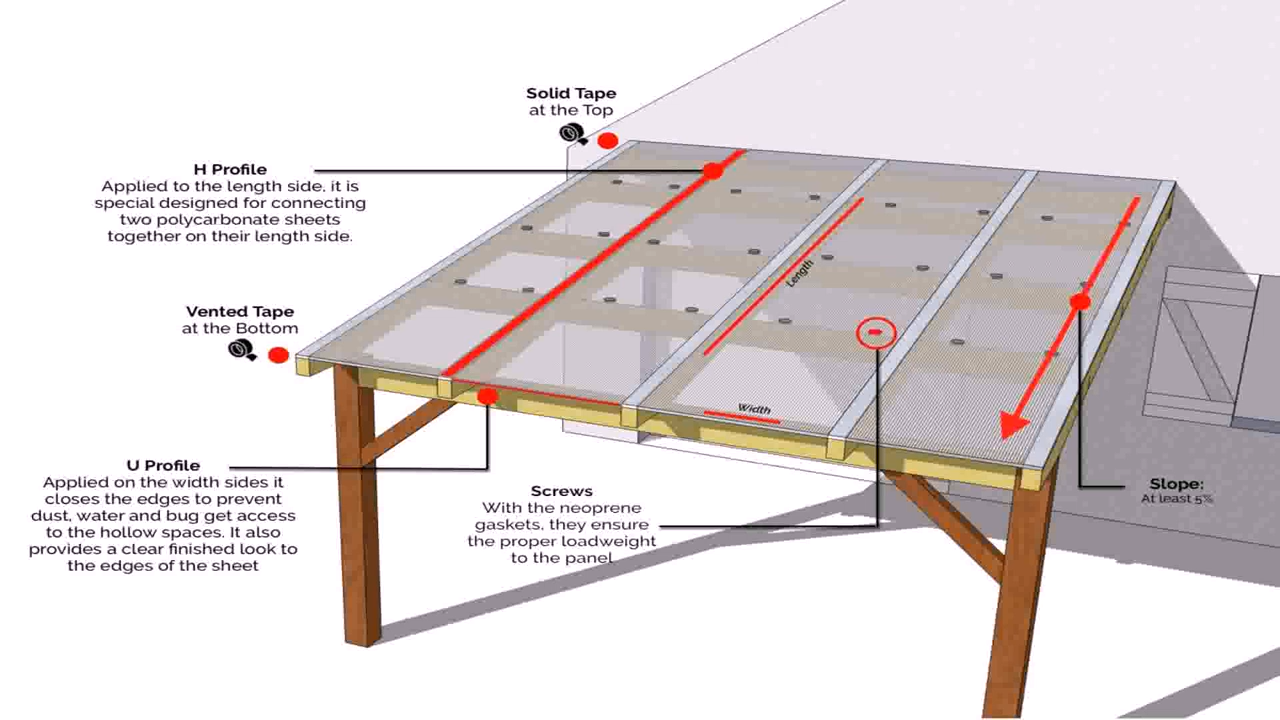 Solid Tape
at the Top
H Profile
Applied to the length side, it is
special designed for connecting
two polycarbonate sheets
together on their length side.
Length
Vented Tape
at the Bottom
Width
U Profile
Applied on the width sides it
closes the edges to prevent
dust, water and bug get access
to the hollow spaces. It also
provides a clear finished look to
the edges of the sheet
Screws
With the neoprene
gaskets, they ensure
the proper loadweight
to the panel.
Slope:
At least 5%